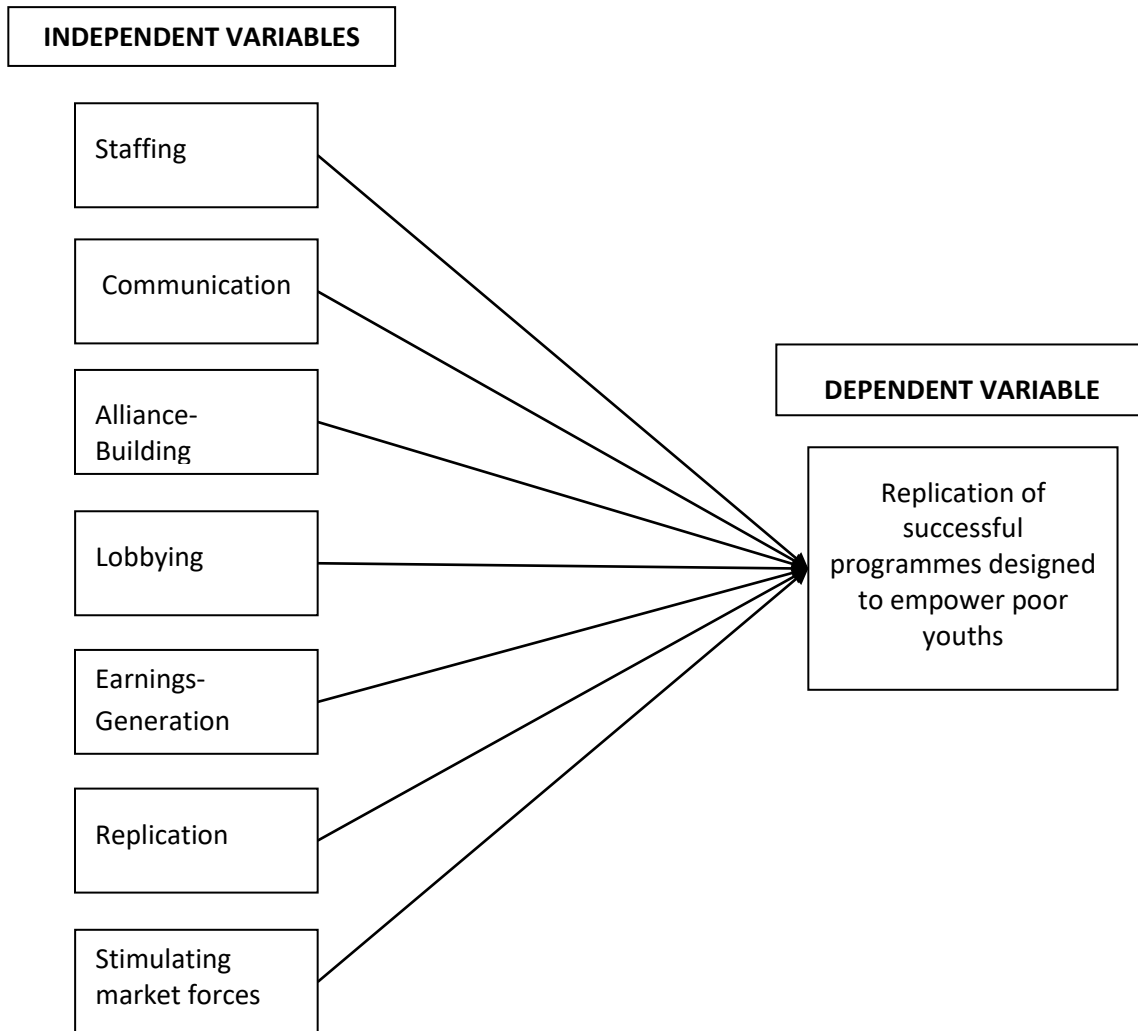 INDEPENDENT VARIABLES
Staffing
Communication
Alliance-
Building
Lobbying
Earnings-
Generation
Replication
Stimulating
market forces
DEPENDENT VARIABLE
Replication of
successful
programmes designed
to empower poor
youths